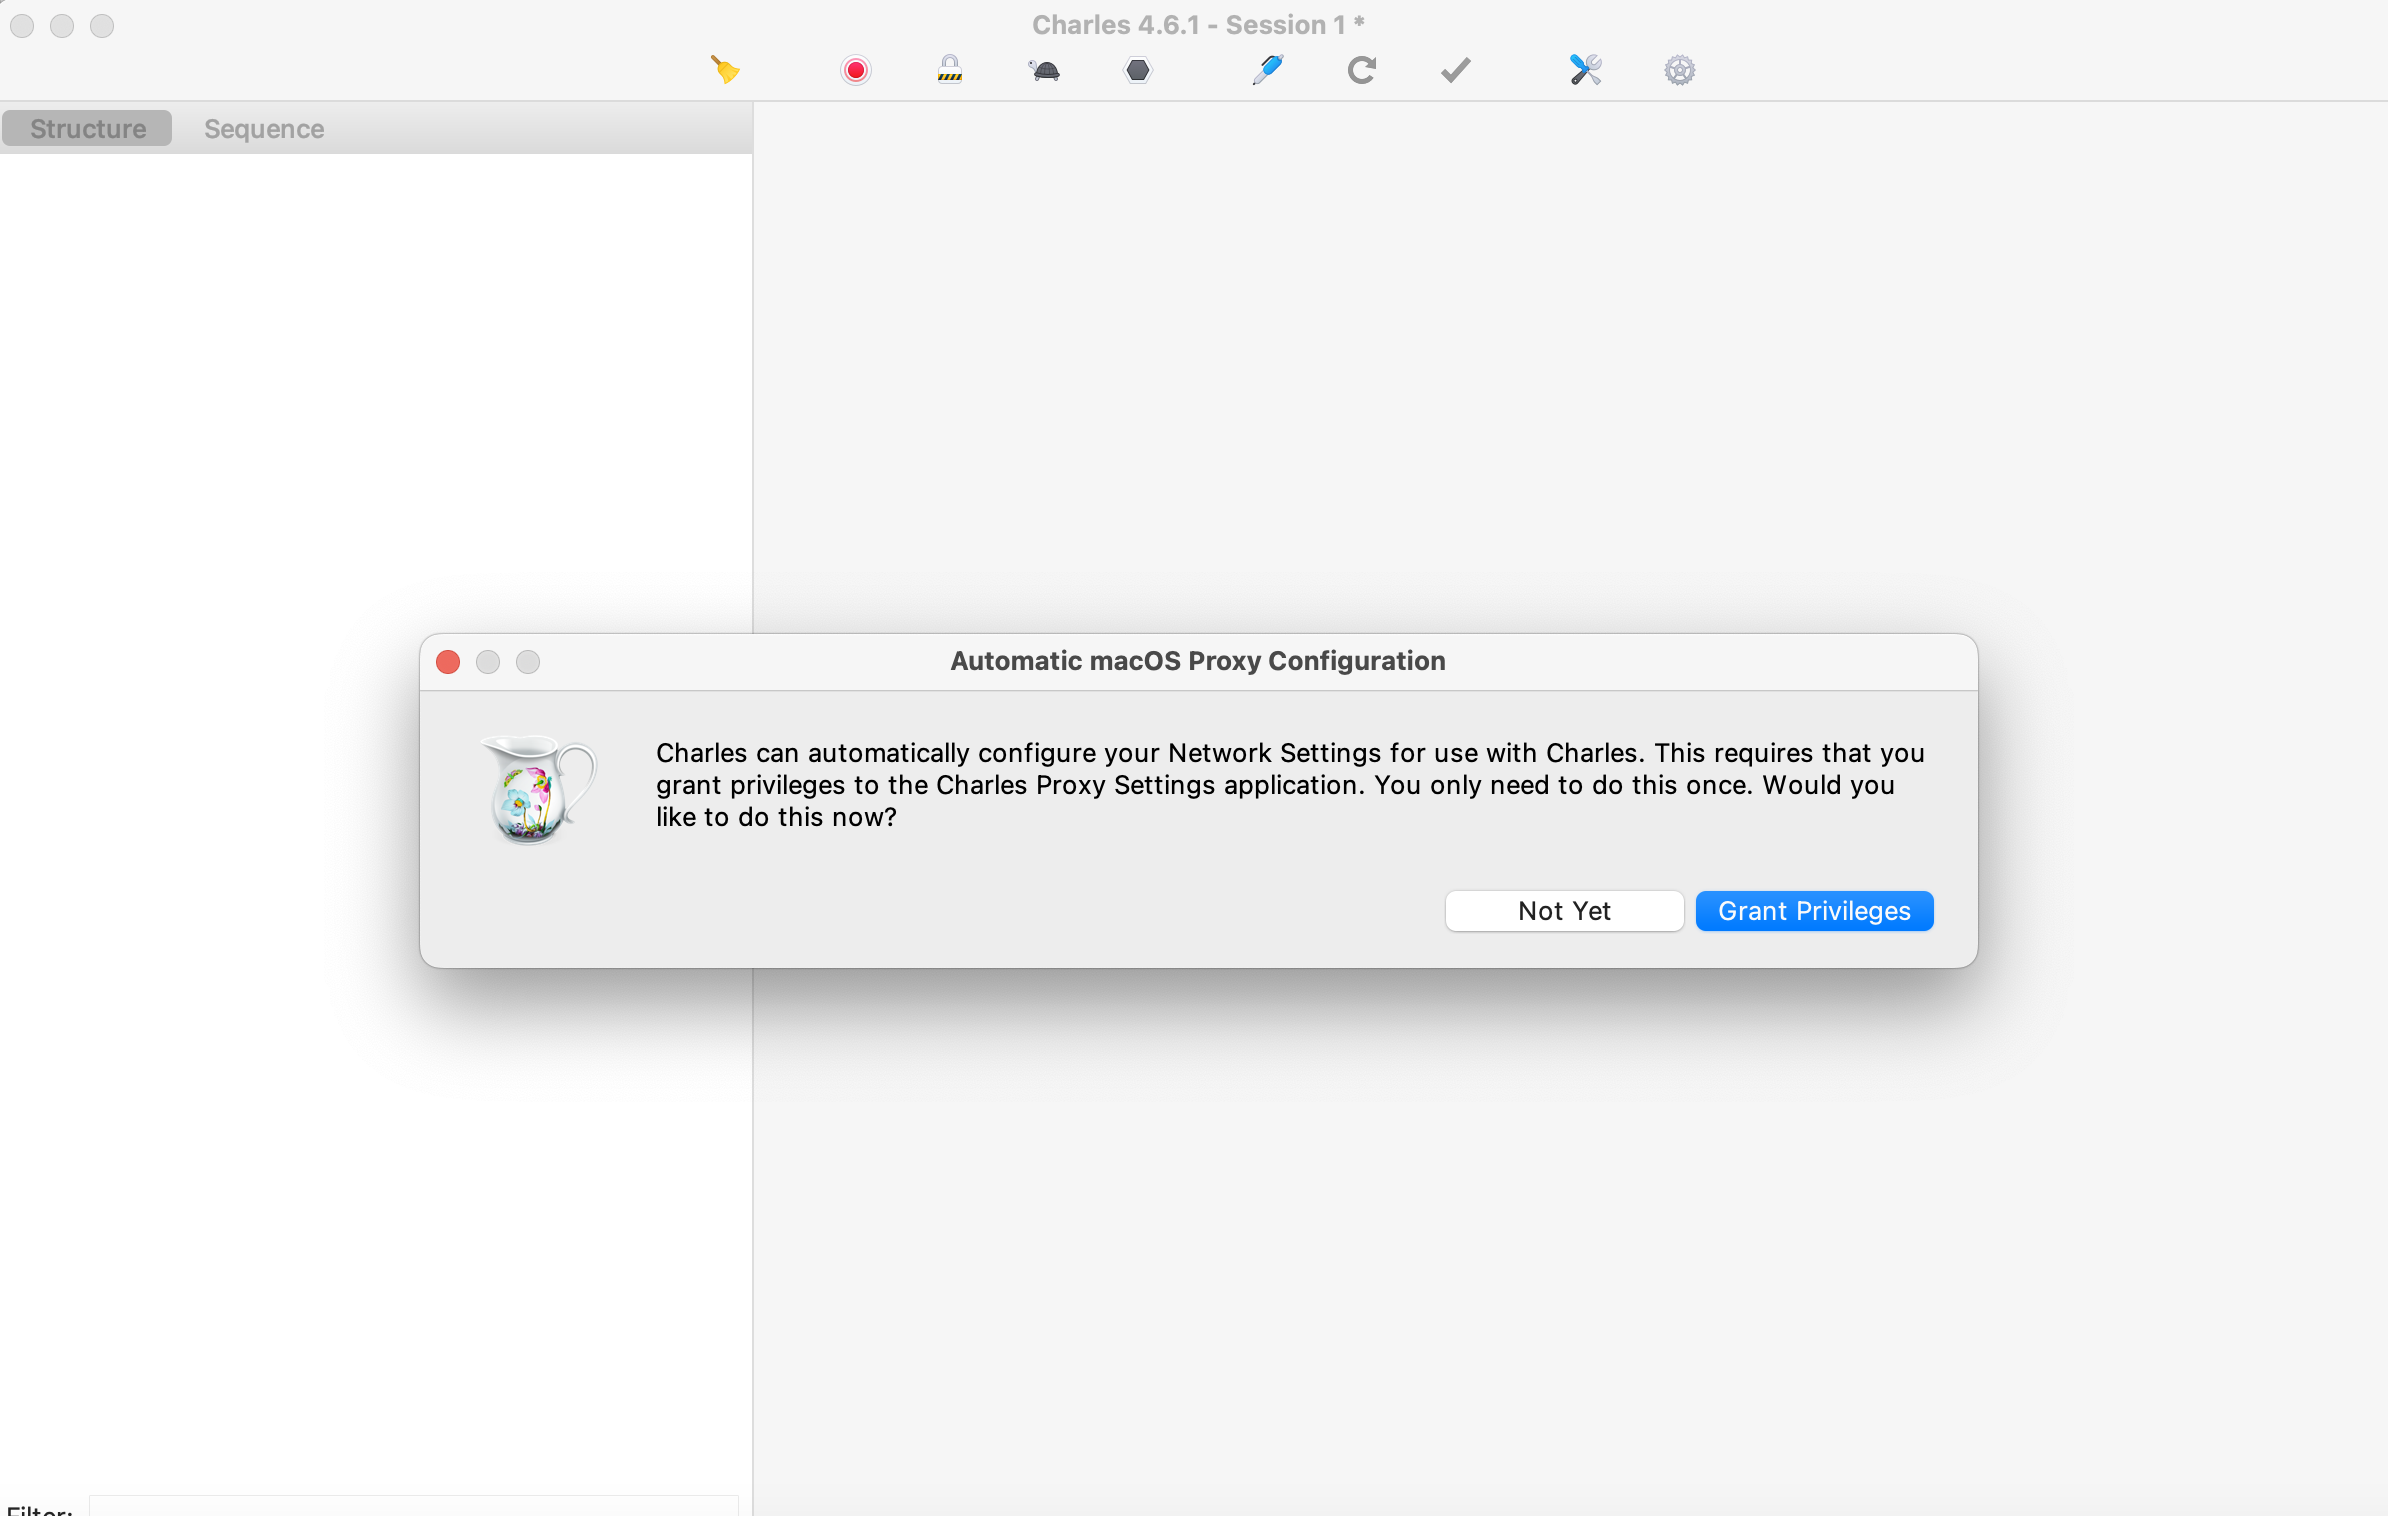 Charles 4.6.1 - Session 1 *
Structure
Sequence
Automatic macOS Proxy Configuration
Charles can automatically configure your Network Settings for use with Charles. This requires that you
grant privileges to the Charles Proxy Settings application. You only need to do this once. Would you
like to do this now?
Not Yet
Grant Privileges
Filter: